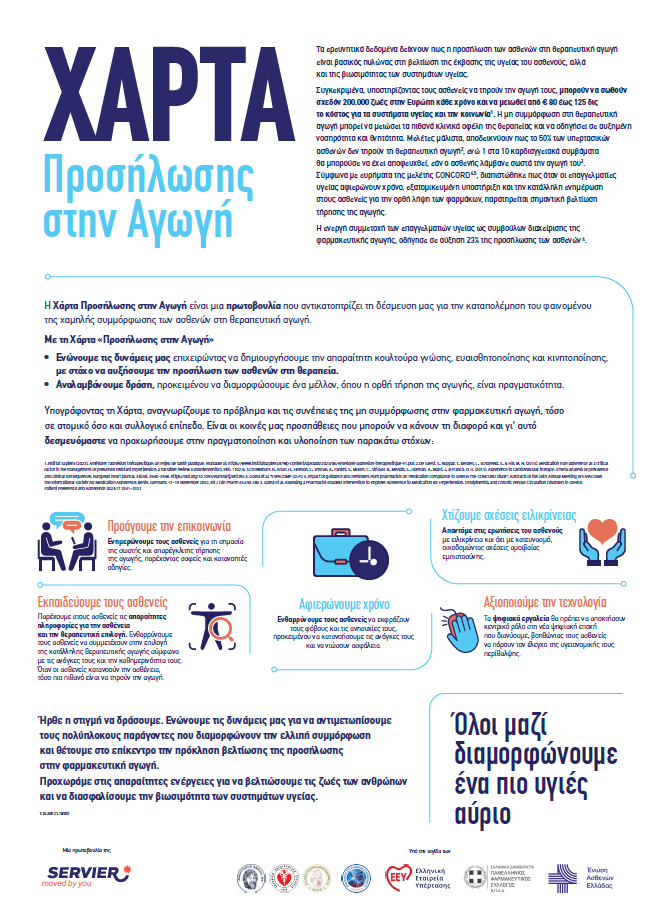 ΧΑΡΤΑ
Προσήλωσης
στην Αγωγή
Τα ερευνητικά δεδομένα δείχνουν πως η προσήλωση των ασθενών στη θεραπευτική αγωγή
είναι βασικός πυλώνας στη βελτίωση της έκβασης της υγείας του ασθενούς, αλλά
και της βιωσιμότητας των συστημάτων υγείας.
Συγκεκριμένα, υποστηρίζοντας τους ασθενείς να τηρούν την αγωγή τους, μπορούν να σωθούν
σχεδόν 200.000 ζωές στην Ευρώπη κάθε χρόνο και να μειωθεί από € 80 έως 125 δις
το κόστος για τα συστήματα υγείας και την κοινωνία¹. Η μη συμμόρφωση στη θεραπευτική
αγωγή μπορεί να μειώσει τα πιθανά κλινικά οφέλη της θεραπείας και να οδηγήσει σε αυξημένη
νοσηρότητα και θνητότητα. Μελέτες μάλιστα, αποδεικνύουν πως το 50% των υπερτασικών
ασθενών δεν τηρούν τη θεραπευτική αγωγή², ενώ 1 στα 10 καρδιαγγειακά συμβάματα
θα μπορούσε να έχει αποφευχθεί, εάν ο ασθενής λάμβανε σωστά την αγωγή του³.
Σύμφωνα με ευρήματα της μελέτης CONCORD⁴,⁵, διαπιστώθηκε πως όταν οι επαγγελματίες
υγείας αφιερώνουν χρόνο, εξατομικευμένη υποστήριξη και την κατάλληλη ενημέρωση
στους ασθενείς για την ορθή λήψη των φαρμάκων, παρατηρείται σημαντική βελτίωση
τήρησης της αγωγής.
Η ενεργή συμμετοχή των επαγγελματιών υγείας ως συμβούλων διαχείρισης της
φαρμακευτικής αγωγής, οδήγησε σε αύξηση 23% της προσήλωσης των ασθενών⁴.
Η Χάρτα Προσήλωσης στην Αγωγή είναι μια πρωτοβουλία που αντικατοπτρίζει τη δέσμευση μας για την καταπολέμηση του φαινομένου
της χαμηλής συμμόρφωσης των ασθενών στη θεραπευτική αγωγή.
Με τη Χάρτα «Προσήλωσης στην Αγωγή»
• Ενώνουμε τις δυνάμεις μας επιχειρώντας να δημιουργήσουμε την απαραίτητη κουλτούρα γνώσης, ευαισθητοποίησης και κινητοποίησης,
με στόχο να αυξήσουμε την προσήλωση των ασθενών στη θεραπεία.
• Αναλαμβάνουμε δράση, προκειμένου να διαμορφώσουμε ένα μέλλον, όπου η ορθή τήρηση της αγωγής, είναι πραγματικότητα.
Υπογράφοντας τη Χάρτα, αναγνωρίζουμε το πρόβλημα και τις συνέπειες της μη συμμόρφωσης στην φαρμακευτική αγωγή, τόσο
σε ατομικό όσο και συλλογικό επίπεδο. Είναι οι κοινές μας προσπάθειες που μπορούν να κάνουν τη διαφορά και γι' αυτό
δεσμευόμαστε να προχωρήσουμε στην πραγματοποίηση και υλοποίηση των παρακάτω στόχων:
Προάγουμε την επικοινωνία
Ενημερώνουμε τους ασθενείς για τη σημασία
της σωστής και απαρέγκλιτης τήρησης
της αγωγής, παρέχοντας σαφείς και κατανοητές
οδηγίες.
Χτίζουμε σχέσεις ειλικρίνειας
Απαντάμε στις ερωτήσεις του ασθενούς
με ειλικρίνεια και όχι με κατευνασμό,
οικοδομώντας σχέσεις αμοιβαίας
εμπιστοσύνης.
Εκπαιδεύουμε τους ασθενείς
Παρέχουμε στους ασθενείς τις απαραίτητες
πληροφορίες για την ασθένεια
και την θεραπευτική επιλογή. Ενθαρρύνουμε
τους ασθενείς να συμμετέχουν στην επιλογή
της κατάλληλης θεραπευτικής αγωγής σύμφωνα
με τις ανάγκες τους και την καθημερινότητα τους.
Όταν οι ασθενείς κατανοούν την ασθένεια,
τόσο πιο πιθανό είναι να τηρούν την αγωγή.
Αφιερώνουμε χρόνο
Ενθαρρύνουμε τους ασθενείς να εκφράζουν
τους φόβους και τις ανησυχίες τους,
προκειμένου να κατανοήσουμε τις ανάγκες τους
και να νιώσουν ασφάλεια.
Αξιοποιούμε την τεχνολογία
Τα ψηφιακά εργαλεία θα πρέπει να αποκτήσουν
κεντρικό ρόλο στη νέα ψηφιακή εποχή
που διανύουμε, βοηθώντας τους ασθενείς
να πάρουν τον έλεγχο της υγειονομικής τους
περίθαλψης.
Ήρθε η στιγμή να δράσουμε. Ενώνουμε τις δυνάμεις μας για να αντιμετωπίσουμε
τους πολύπλοκους παράγοντες που διαμορφώνουν την ελλιπή συμμόρφωση
και θέτουμε στο επίκεντρο την πρόκληση βελτίωσης της προσήλωσης
στην φαρμακευτική αγωγή.
Προχωράμε στις απαραίτητες ενέργειες για να βελτιώσουμε τις ζωές των ανθρώπων
και να διασφαλίσουμε την βιωσιμότητα των συστημάτων υγείας.
Όλοι μαζί
διαμορφώνουμε
ένα πιο υγιές
αύριο
Μία πρωτοβουλία της
SERVIER
moved by you
Υπό την αιγίδα των
ΕΕΥ
Ελληνική
Εταιρεία
Υπέρτασης
ΕΛΛΗΝΙΚΗ ΔΗΜΟΚΡΑΤΙΑ
ΠΑΝΕΛΛΗΝΙΟΣ
ΦΑΡΜΑΚΕΥΤΙΚΟΣ
ΣΥΛΛΟΓΟΣ
Ένωση
Ασθενών
Ελλάδας